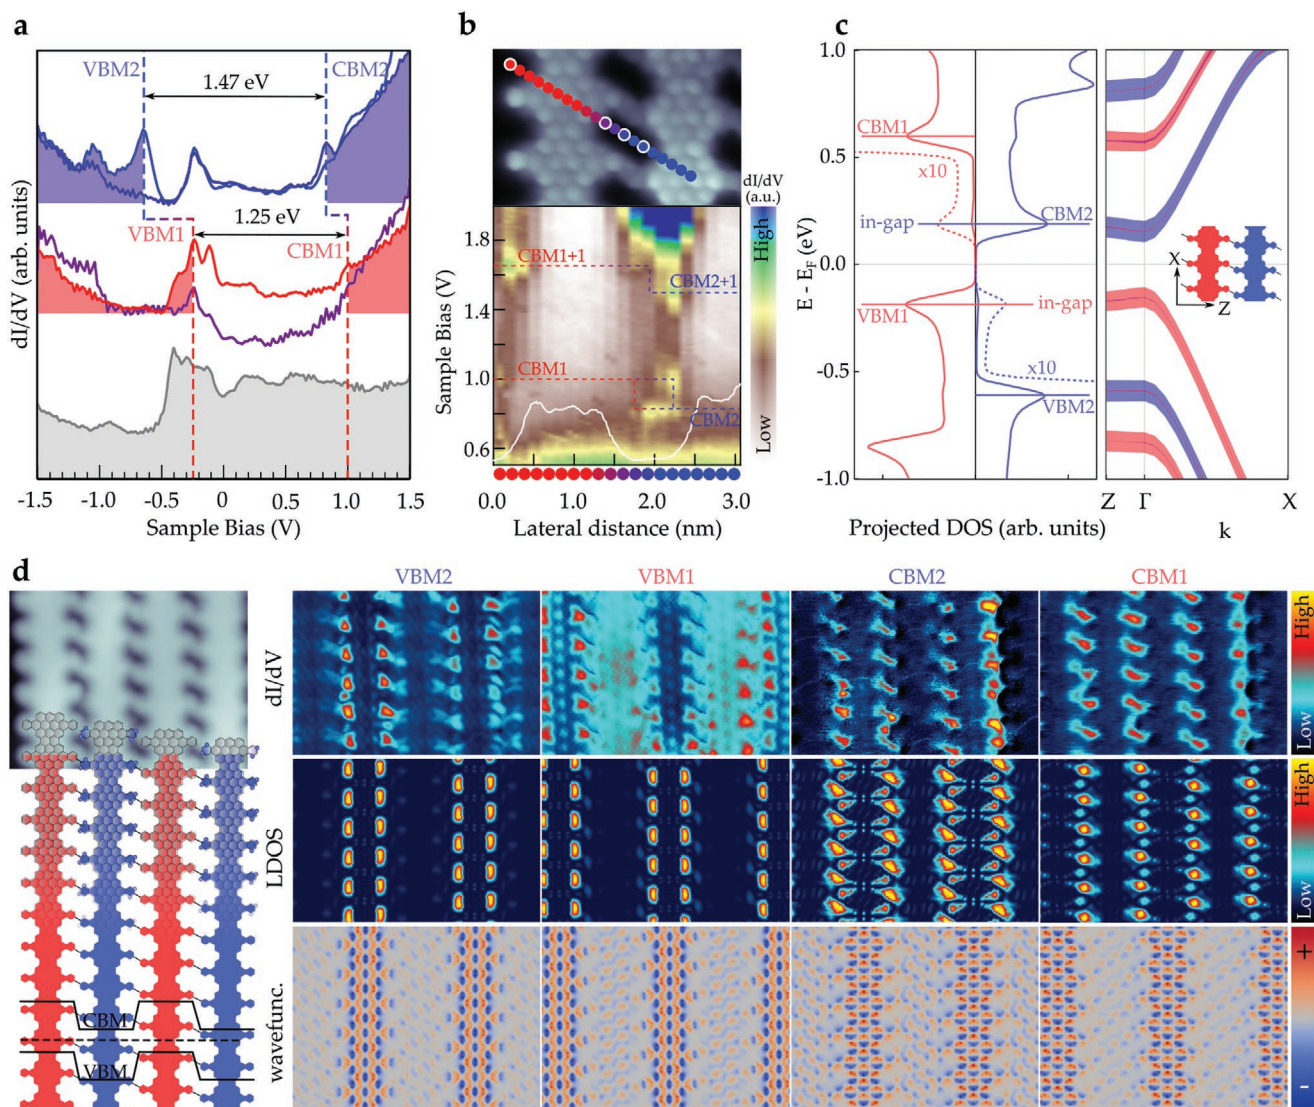 a
VBM2
CBM2
1.47 eV
1.25 eV
VBM1
CBM1
dI/dV (arb. units)
-1.5
-1.0
-0.5
0
0.5
1.0
1.5
Sample Bias (V)
b
dI/dV
(a.u.)
High
Low
CBM1+1
CBM2+1
CBM1
CBM2
1.8
1.4
1.0
0.6
Sample Bias (V)
0.0
1.0
2.0
3.0
Lateral distance (nm)
c
1.0
0.5
0.0
-0.5
-1.0
E - EF (eV)
CBM1
x10
in-gap
CBM2
VBM1
in-gap
x10
VBM2
X
Z
Z
Γ
X
Projected DOS (arb. units)
k
d
VBM2
VBM1
CBM2
CBM1
dI/dV
High
Low
LDOS
High
Low
wavefunc.
+
-
CBM
VBM